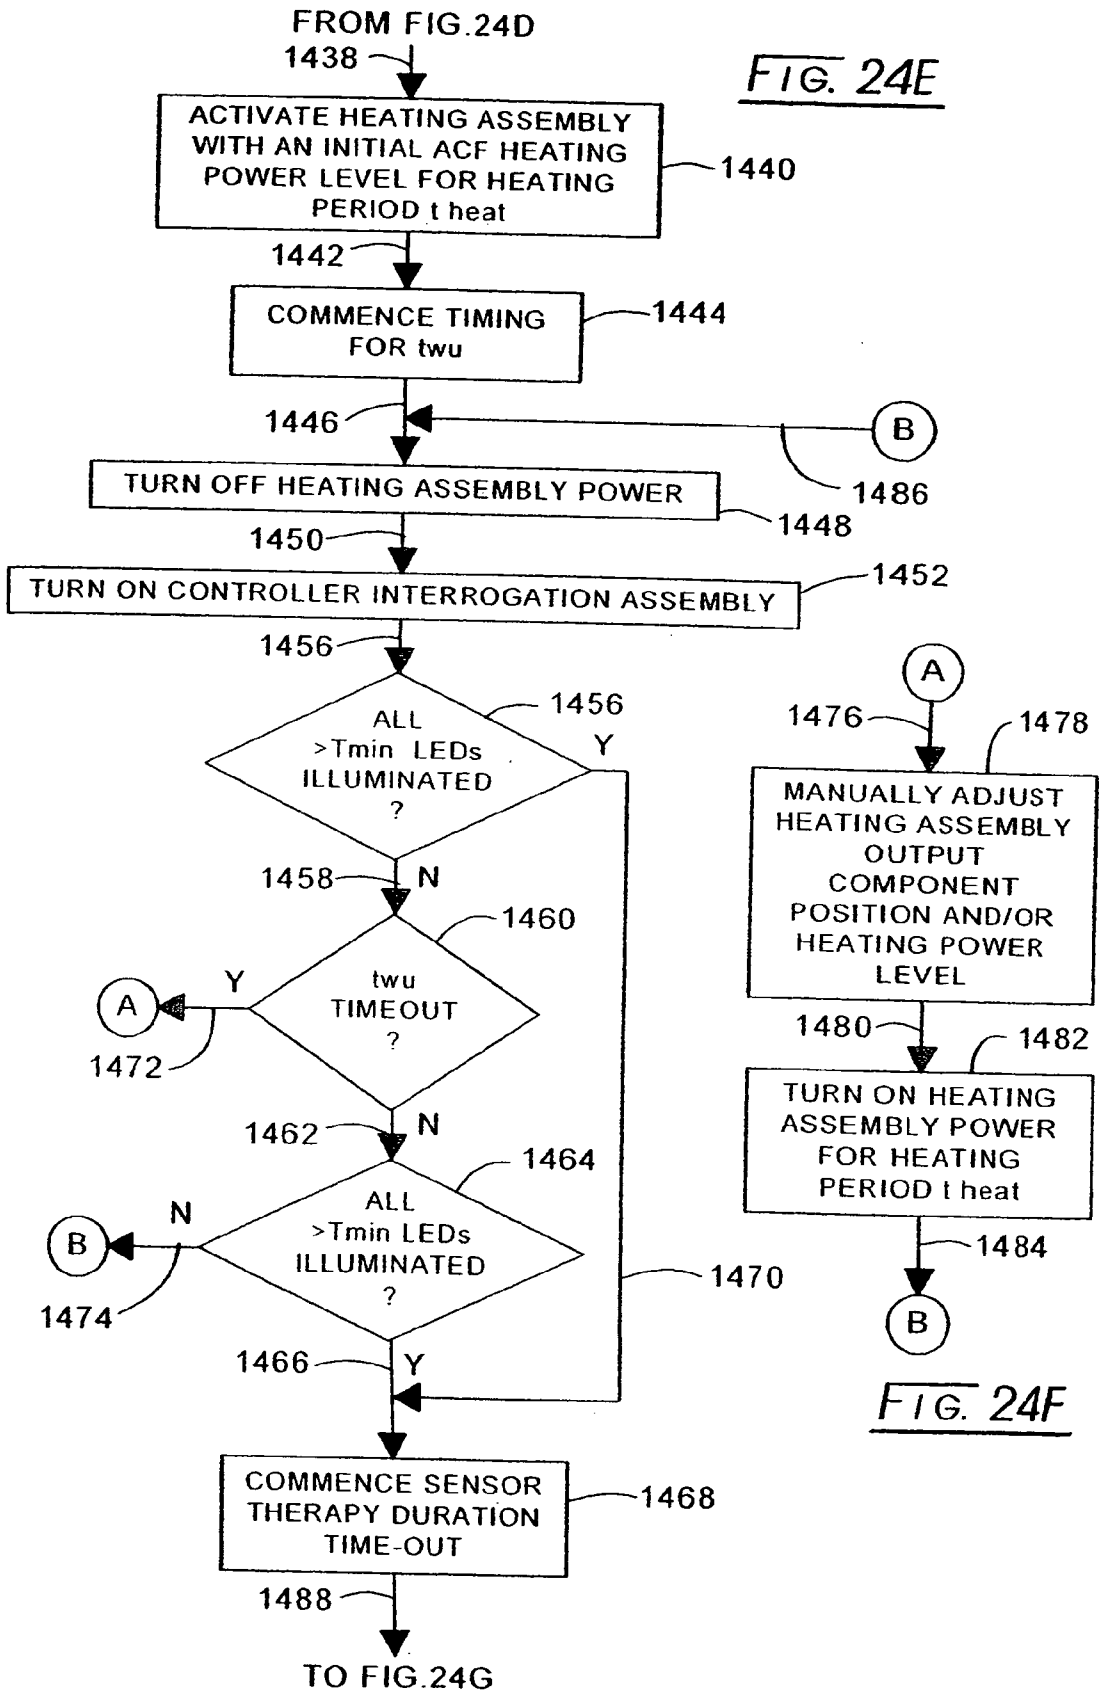 FROM FIG.24D
1438
FIG. 24E
ACTIVATE HEATING ASSEMBLY
WITH AN INITIAL ACF HEATING
POWER LEVEL FOR HEATING
PERIOD t heat
1440
1442
COMMENCE TIMING
FOR twu
1444
1446
B
1486
TURN OFF HEATING ASSEMBLY POWER
1448
1450
TURN ON CONTROLLER INTERROGATION ASSEMBLY
1452
1456
ALL
>Tmin LEDs
ILLUMINATED
?
1456
Y
1458
N
twu
TIMEOUT
?
1460
Y
A
1472
1462
N
ALL
>Tmin LEDs
ILLUMINATED
?
1464
N
B
1474
1470
1466
Y
COMMENCE SENSOR
THERAPY DURATION
TIME-OUT
1468
1488
TO FIG.24G
A
1476
1478
MANUALLY ADJUST
HEATING ASSEMBLY
OUTPUT
COMPONENT
POSITION AND/OR
HEATING POWER
LEVEL
1480
1482
TURN ON HEATING
ASSEMBLY POWER
FOR HEATING
PERIOD t heat
1484
B
FIG. 24F